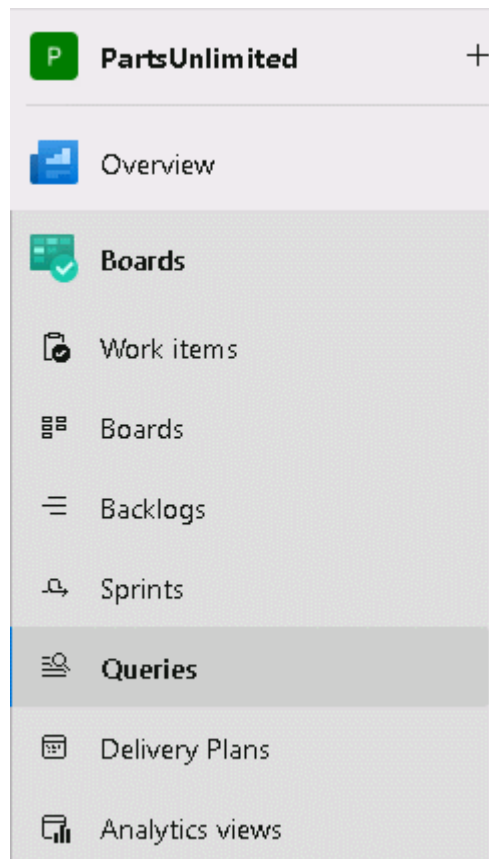 P PartsUnlimited +
Overview
Boards
Work items
Boards
Backlogs
Sprints
Queries
Delivery Plans
Analytics views